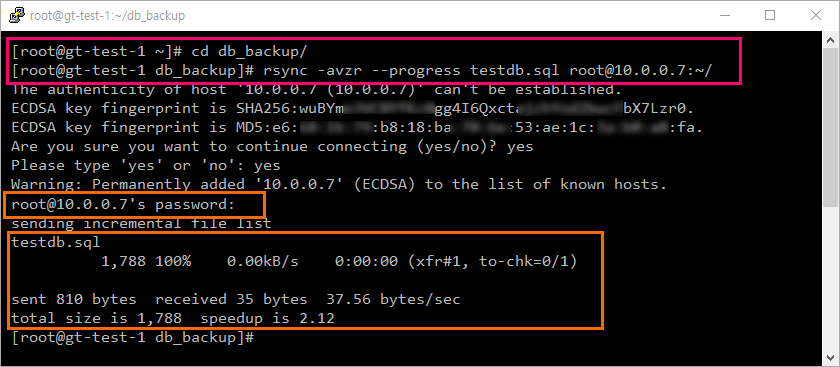 root@gt-test-1:~/db_backup
[root@gt-test-1 ~]# cd db_backup/
[root@gt-test-1 db_backup]# rsync -avzr --progress testdb.sql root@10.0.0.7:~/
The authenticity of host '10.0.0.7 (10.0.0.7)' can't be established.
ECDSA key fingerprint is SHA256:wuBYm gg4I6Qxct bX7Lzr0.
ECDSA key fingerprint is MD5:e6: :b8:18:ba :53:ae:1c: :fa.
Are you sure you want to continue connecting (yes/no)? yes
Please type 'yes' or 'no': yes
Warning: Permanently added '10.0.0.7' (ECDSA) to the list of known hosts.
root@10.0.0.7's password:
sending incremental file list
testdb.sql
1,788 100% 0.00kB/s 0:00:00 (xfr#1, to-chk=0/1)
sent 810 bytes received 35 bytes 37.56 bytes/sec
total size is 1,788 speedup is 2.12
[root@gt-test-1 db_backup]#